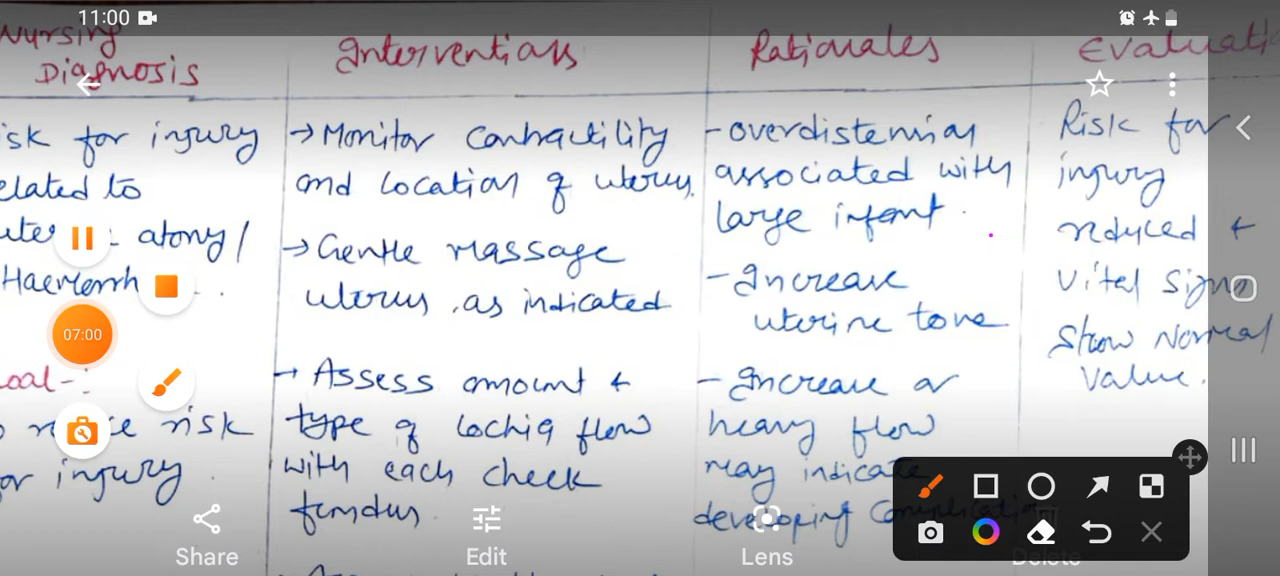 11:00
Nursing Interventions Rationales Evaluati
Diagnosis
isk for injury
elated to
ute atony/
Haemorrh
oal-:
risk
or injury.
→ Monitor Contractility
and location of uterus.
→ Gentle massage
uterus, as indicated
→ Assess amount &
type of lochia flow
with each check
fundus
- overdistension
associated with
large infant.
- Increase
uterine tone
- Increase or
heavy flow
may indicate
developing
Risk for
injury
reduced &
Vital Signs
Show Normal
Value.
07:00
Share
Edit
Lens
Delete